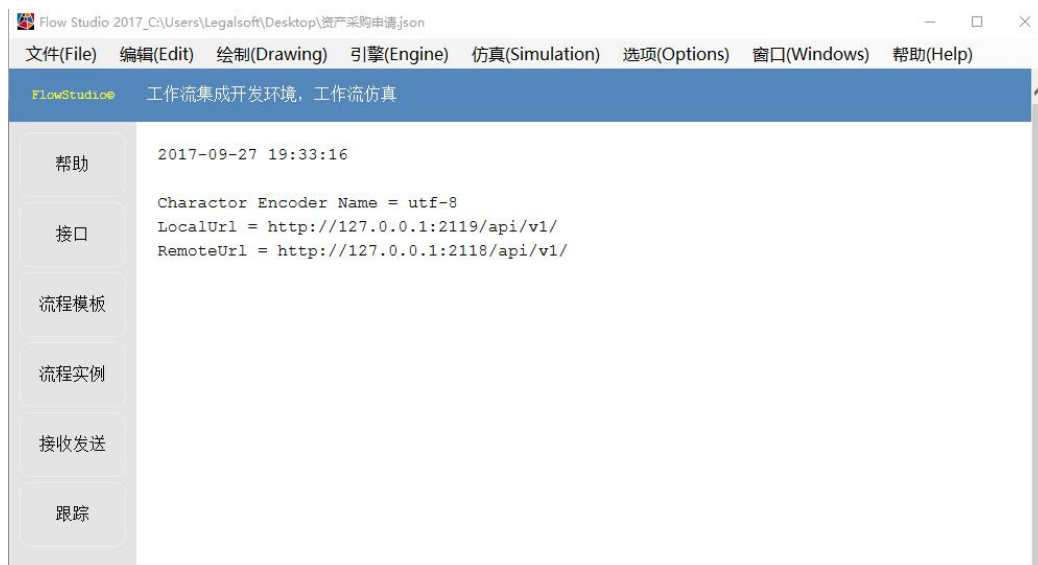 Flow Studio 2017_C:\Users\Legalsoft\Desktop\资产采购申请.json
文件(File) 编辑(Edit) 绘制(Drawing) 引擎(Engine) 仿真(Simulation) 选项(Options) 窗口(Windows) 帮助(Help)
FlowStudio® 工作流集成开发环境，工作流仿真
帮助
接口
流程模板
流程实例
接收发送
跟踪
2017-09-27 19:33:16
Charactor Encoder Name = utf-8
LocalUrl = http://127.0.0.1:2119/api/v1/
RemoteUrl = http://127.0.0.1:2118/api/v1/